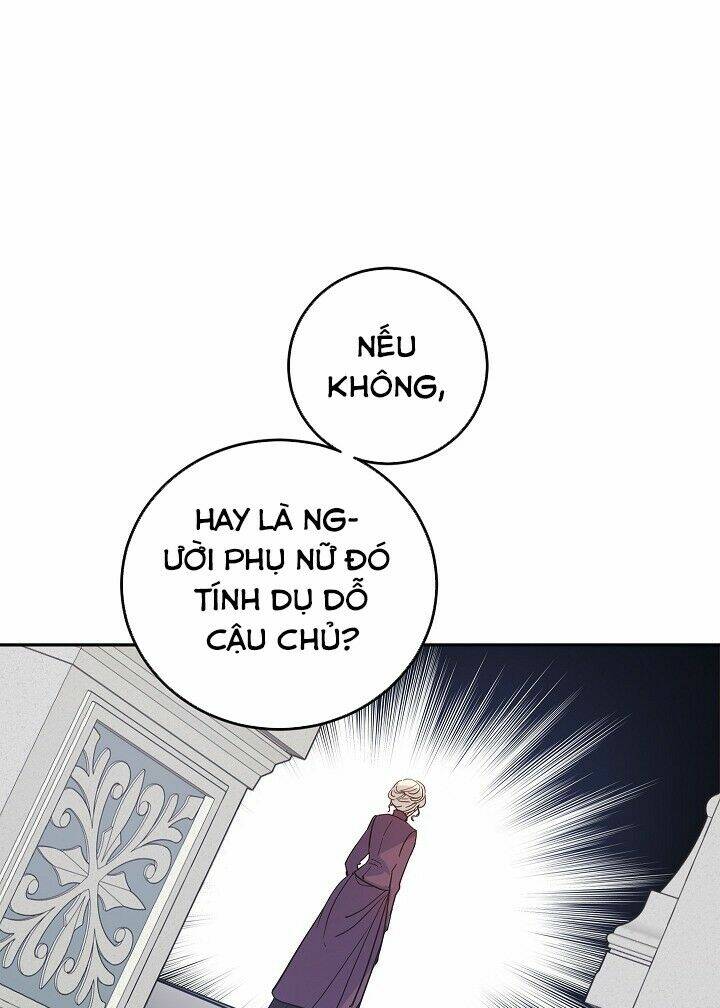 NẾU
KHÔNG,
HAY LÀ NG-
ƯỜI PHỤ NỮ ĐÓ
TÍNH DỤ DỖ
CẬU CHỦ?